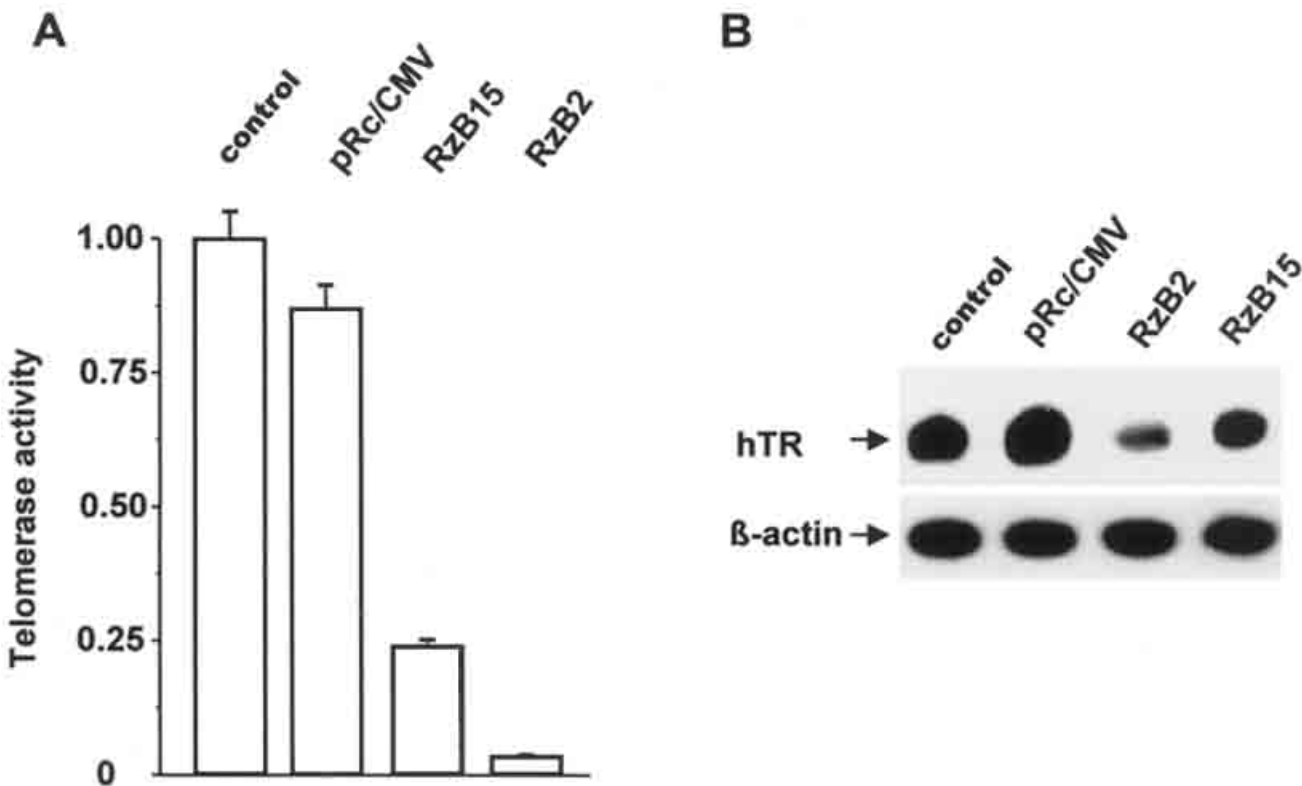 A
control pRc/CMV RzB15 RzB2
Telomerase activity
1.00
0.75
0.50
0.25
0
B
control pRc/CMV RzB2 RzB15
hTR
ß-actin